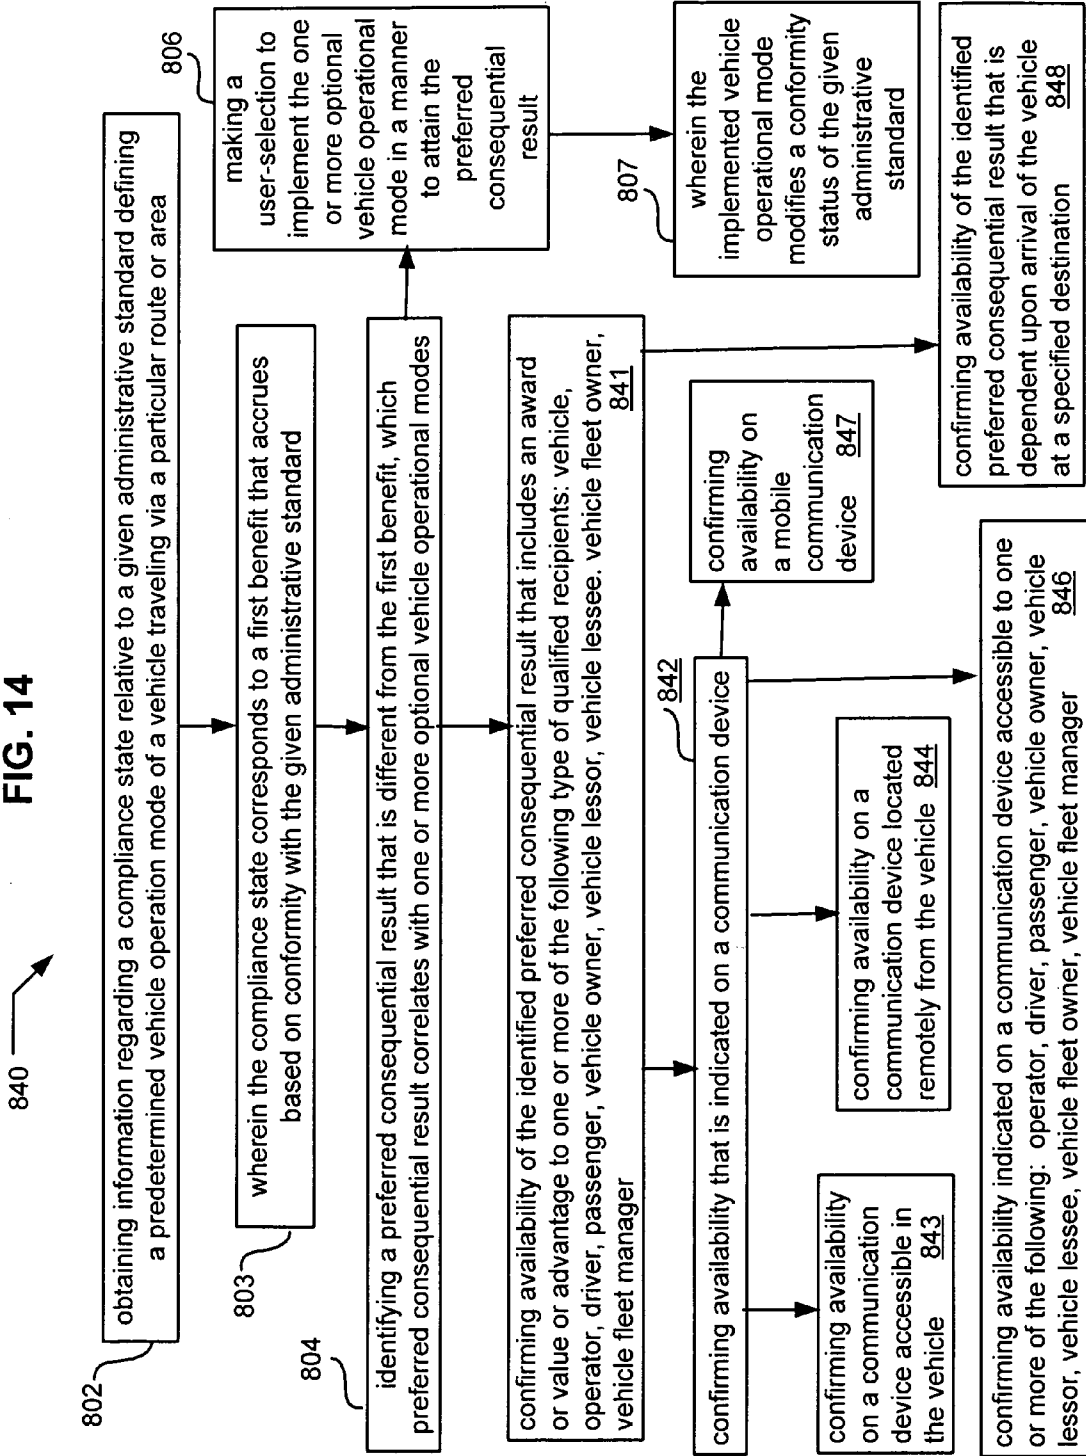 FIG. 14
840
802
obtaining information regarding a compliance state relative to a given administrative standard defining
a predetermined vehicle operation mode of a vehicle traveling via a particular route or area
803
wherein the compliance state corresponds to a first benefit that accrues
based on conformity with the given administrative standard
804
identifying a preferred consequential result that is different from the first benefit, which
preferred consequential result correlates with one or more optional vehicle operational modes
806
making a
user-selection to
implement the one
or more optional
vehicle operational
mode in a manner
to attain the
preferred
consequential
result
807
wherein the
implemented vehicle
operational mode
modifies a conformity
status of the given
administrative
standard
confirming availability of the identified preferred consequential result that includes an award
or value or advantage to one or more of the following type of qualified recipients: vehicle,
operator, driver, passenger, vehicle owner, vehicle lessor, vehicle lessee. vehicle fleet owner,
vehicle fleet manager 841
842
confirming availability that is indicated on a communication device
confirming availability
on a communication
device accessible in
the vehicle 843
confirming availability on a
communication device located
remotely from the vehicle 844
confirming
availability on
a mobile
communication
device 847
confirming availability indicated on a communication device accessible to one
or more of the following: operator, driver, passenger, vehicle owner, vehicle
lessor, vehicle lessee, vehicle fleet owner, vehicle fleet manager 846
confirming availability of the identified
preferred consequential result that is
dependent upon arrival of the vehicle
at a specified destination 848